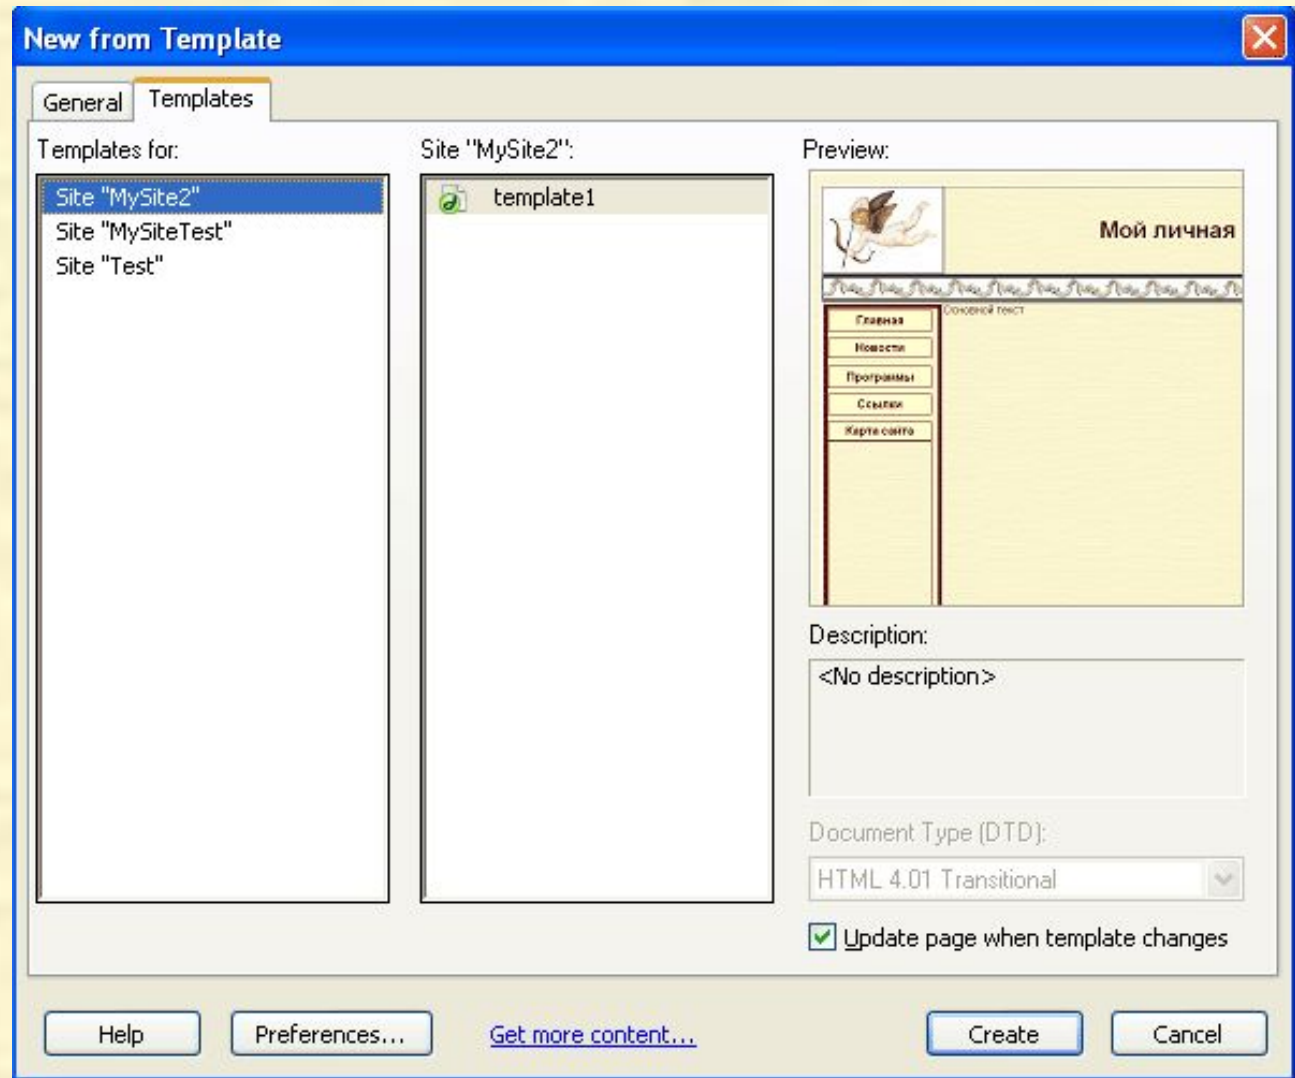 New from Template
General
Templates
Templates for:
Site "MySite2"
Site "MySiteTest"
Site "Test"
Site "MySite2":
template1
Preview:
Мой личная
Главная
Новости
Программы
Ссылки
Карта сайта
Основной текст
Description:
<No description>
Document Type (DTD):
HTML 4.01 Transitional
Update page when template changes
Help
Preferences...
Get more content...
Create
Cancel